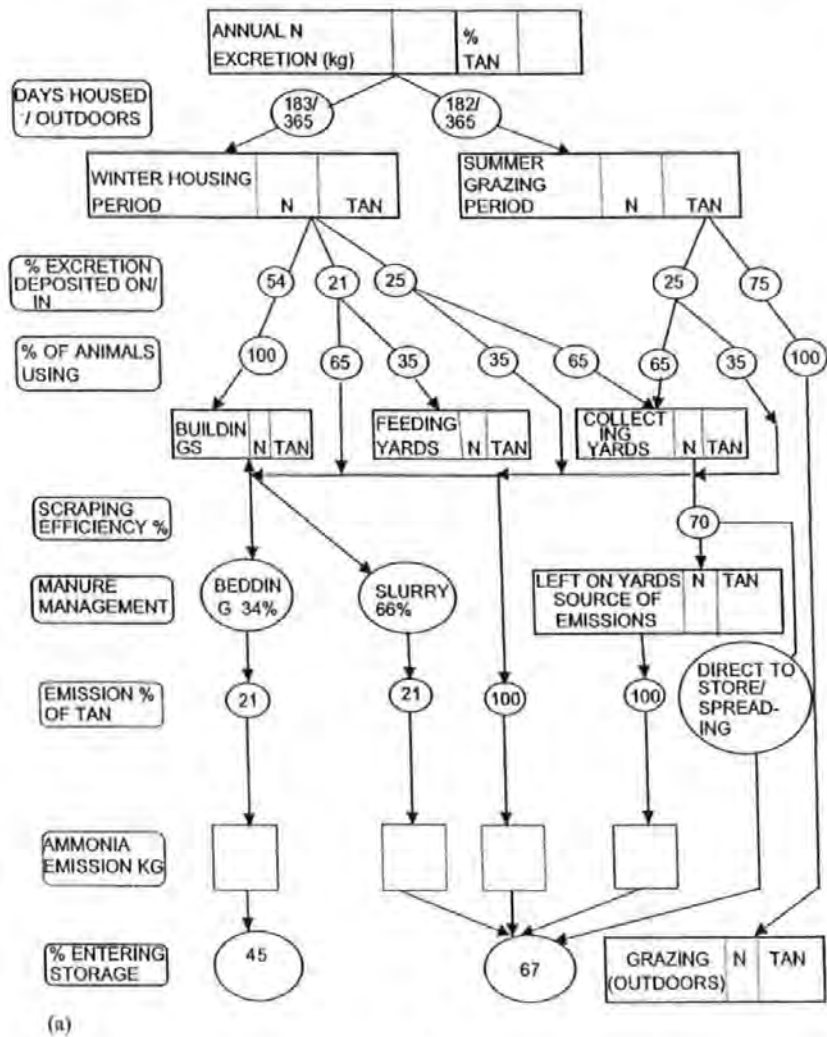 ANNUAL N
EXCRETION (kg)
%
TAN
DAYS HOUSED
/ OUTDOORS
183/
365
182/
365
WINTER HOUSING
PERIOD
N
TAN
SUMMER
GRAZING
PERIOD
N
TAN
% EXCRETION
DEPOSITED ON/
IN
54
21
25
25
75
% OF ANIMALS
USING
100
65
35
35
65
65
35
100
BUILDIN
GS
N
TAN
FEEDING
YARDS
N
TAN
COLLECT
ING
YARDS
N
TAN
SCRAPING
EFFICIENCY %
70
MANURE
MANAGEMENT
BEDDIN
G 34%
SLURRY
66%
LEFT ON YARDS
SOURCE OF
EMISSIONS
N
TAN
DIRECT TO
STORE/
SPREAD-
ING
EMISSION %
OF TAN
21
21
100
100
AMMONIA
EMISSION KG
% ENTERING
STORAGE
45
67
GRAZING
(OUTDOORS)
N
TAN
(a)